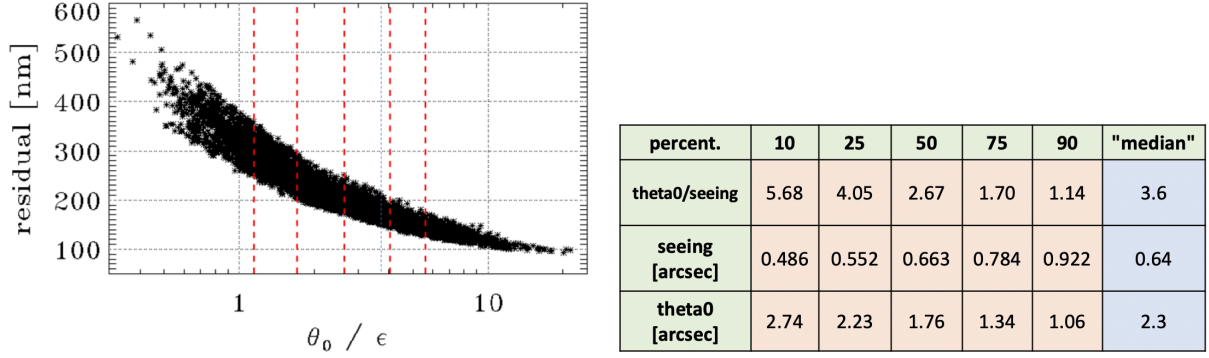 600
500
400
300
200
100
residual [nm]
1 10
θ₀ / ϵ
percent. 10 25 50 75 90 "median"
theta0/seeing 5.68 4.05 2.67 1.70 1.14 3.6
seeing
[arcsec] 0.486 0.552 0.663 0.784 0.922 0.64
theta0
[arcsec] 2.74 2.23 1.76 1.34 1.06 2.3